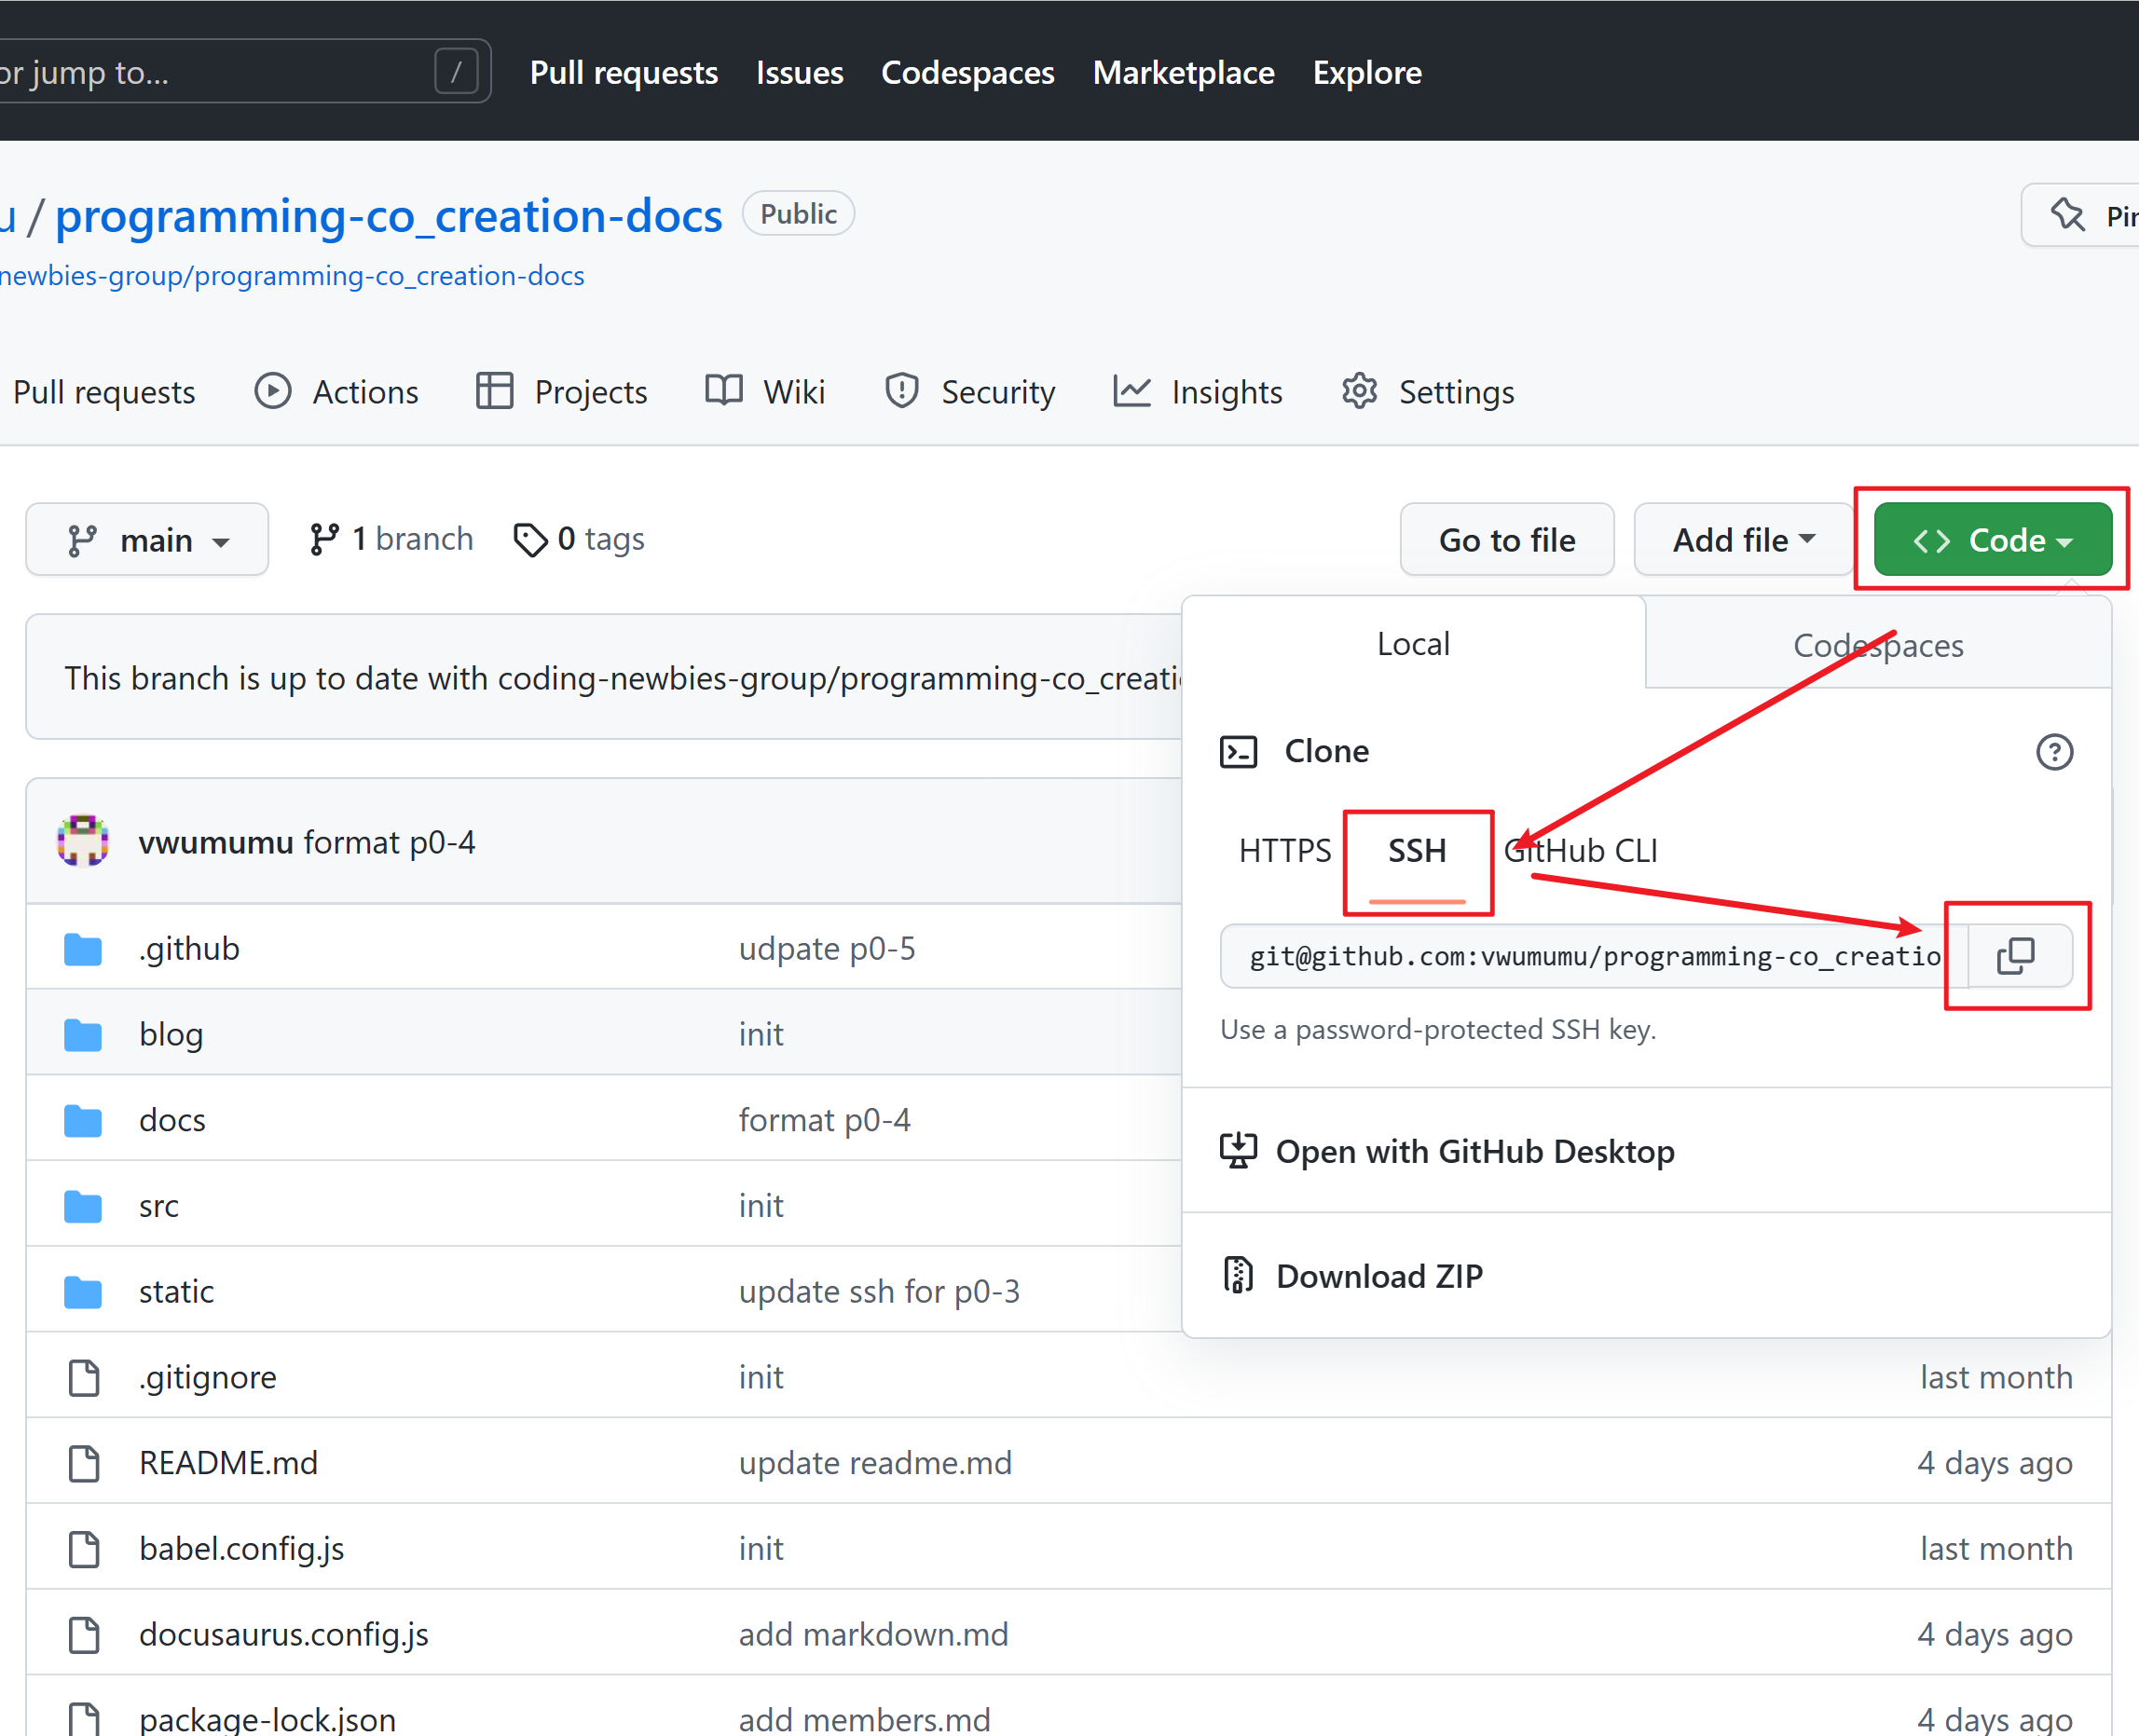 or jump to... /
Pull requests Issues Codespaces Marketplace Explore
u / programming-co_creation-docs Public
newbies-group/programming-co_creation-docs
Pull requests Actions Projects Wiki Security Insights Settings
main 1 branch 0 tags Go to file Add file Code
Local Codespaces
This branch is up to date with coding-newbies-group/programming-co_creati
Clone
HTTPS SSH GitHub CLI
vwumumu format p0-4
git@github.com:vwumumu/programming-co_creatio
Use a password-protected SSH key.
Open with GitHub Desktop
Download ZIP
.github udpate p0-5
blog init
docs format p0-4
src init
static update ssh for p0-3
.gitignore init last month
README.md update readme.md 4 days ago
babel.config.js init last month
docusaurus.config.js add markdown.md 4 days ago
package-lock.json add members.md 4 days ago